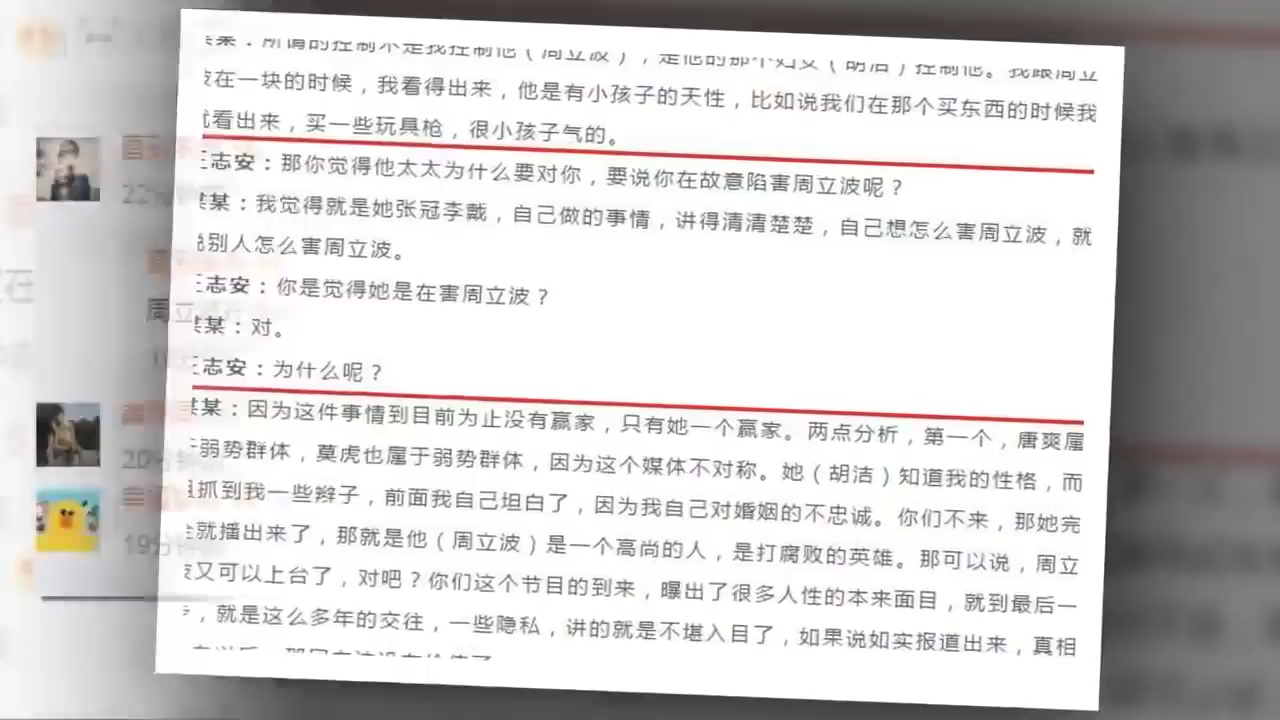 某：所谓的控制不是我控制他（周立波），是他的那个妇女（胡洁）控制他。我跟周立
波在一块的时候，我看得出来，他是有小孩子的天性，比如说我们在那个买东西的时候我
就看出来，买一些玩具枪，很小孩子气的。
王志安：那你觉得他太太为什么要对你，要说你在故意陷害周立波呢？
某某：我觉得就是她张冠李戴，自己做的事情，讲得清清楚楚，自己想怎么害周立波，就
说别人怎么害周立波。
王志安：你是觉得她是在害周立波？
某某：对。
王志安：为什么呢？
某某：因为这件事情到目前为止没有赢家，只有她一个赢家。两点分析，第一个，唐爽属
于弱势群体，莫虎也属于弱势群体，因为这个媒体不对称。她（胡洁）知道我的性格，而
且抓到我一些辫子，前面我自己坦白了，因为我自己对婚姻的不忠诚。你们不来，那她完
全就播出来了，那就是他（周立波）是一个高尚的人，是打腐败的英雄。那可以说，周立
波又可以上台了，对吧？你们这个节目的到来，曝出了很多人性的本来面目，就到最后一
步，就是这么多年的交往，一些隐私，讲的就是不堪入目了，如果说如实报道出来，真相
周立